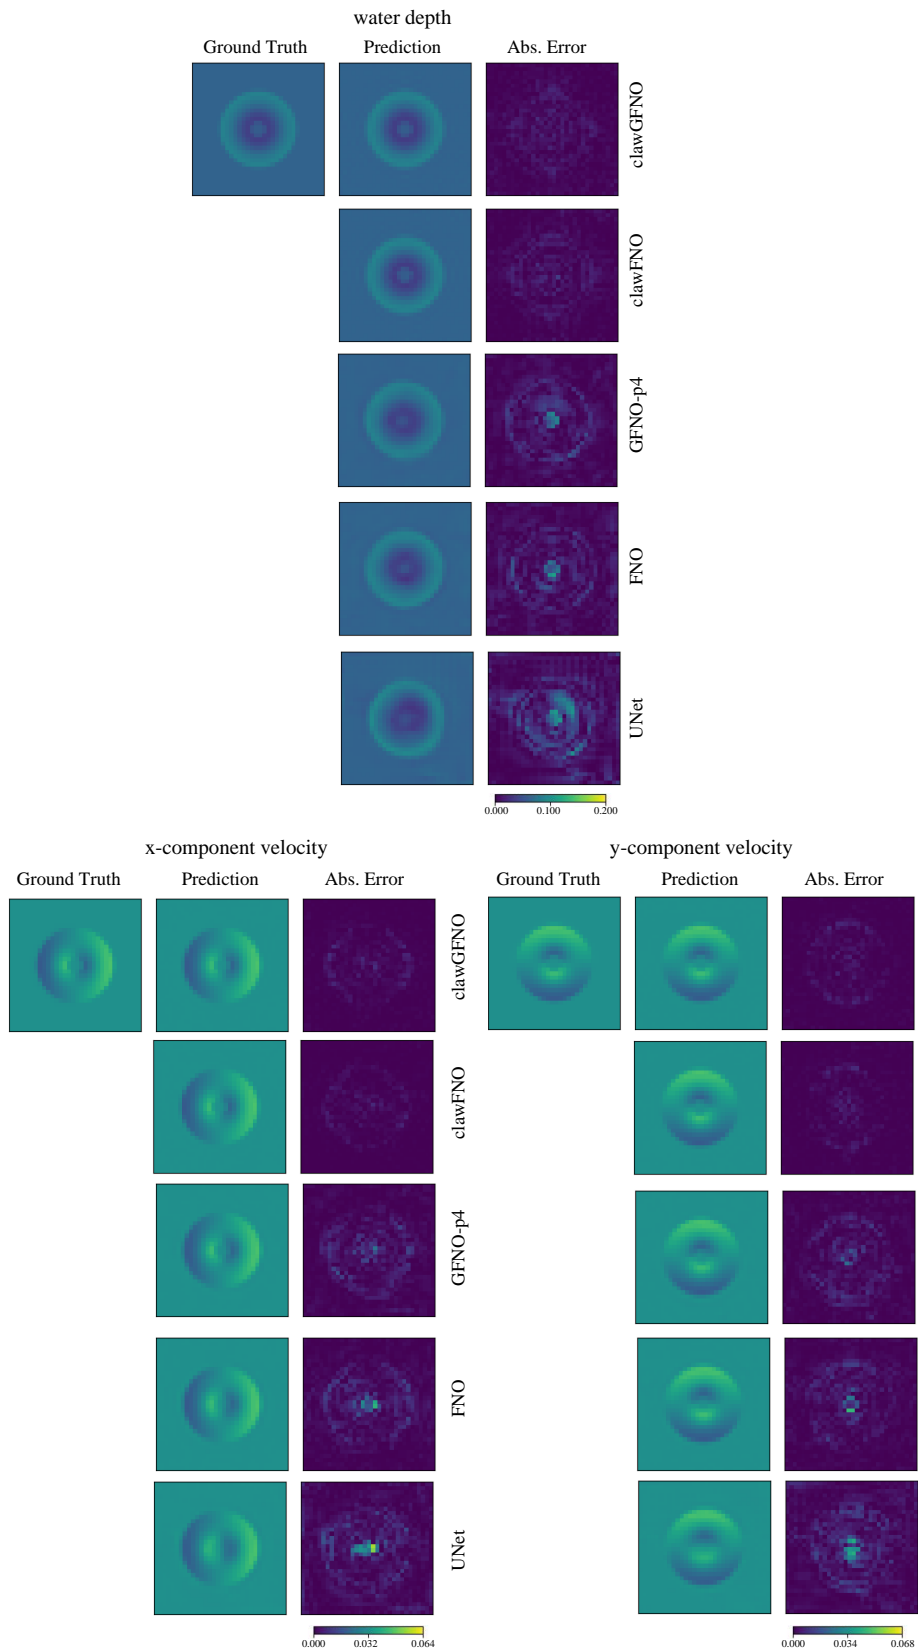 water depth
Ground Truth Prediction Abs. Error
clawGFNO
clawFNO
GFNO-p4
FNO
UNet
0.000 0.100 0.200
x-component velocity
Ground Truth Prediction Abs. Error
clawGFNO
clawFNO
GFNO-p4
FNO
UNet
0.000 0.032 0.064
y-component velocity
Ground Truth Prediction Abs. Error
0.000 0.034 0.068